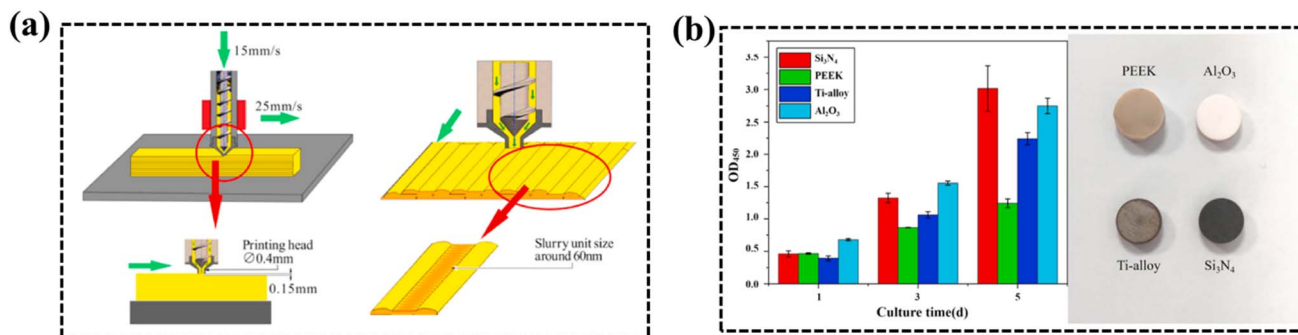 (a)
15mm/s
25mm/s
Printing head
∅0.4mm
0.15mm
Slurry unit size
around 60nm
(b)
Si₃N₄
PEEK
Ti-alloy
Al₂O₃
OD₄₅₀
3.5
3.0
2.5
2.0
1.5
1.0
0.5
0.0
1
3
5
Culture time(d)
PEEK
Al₂O₃
Ti-alloy
Si₃N₄